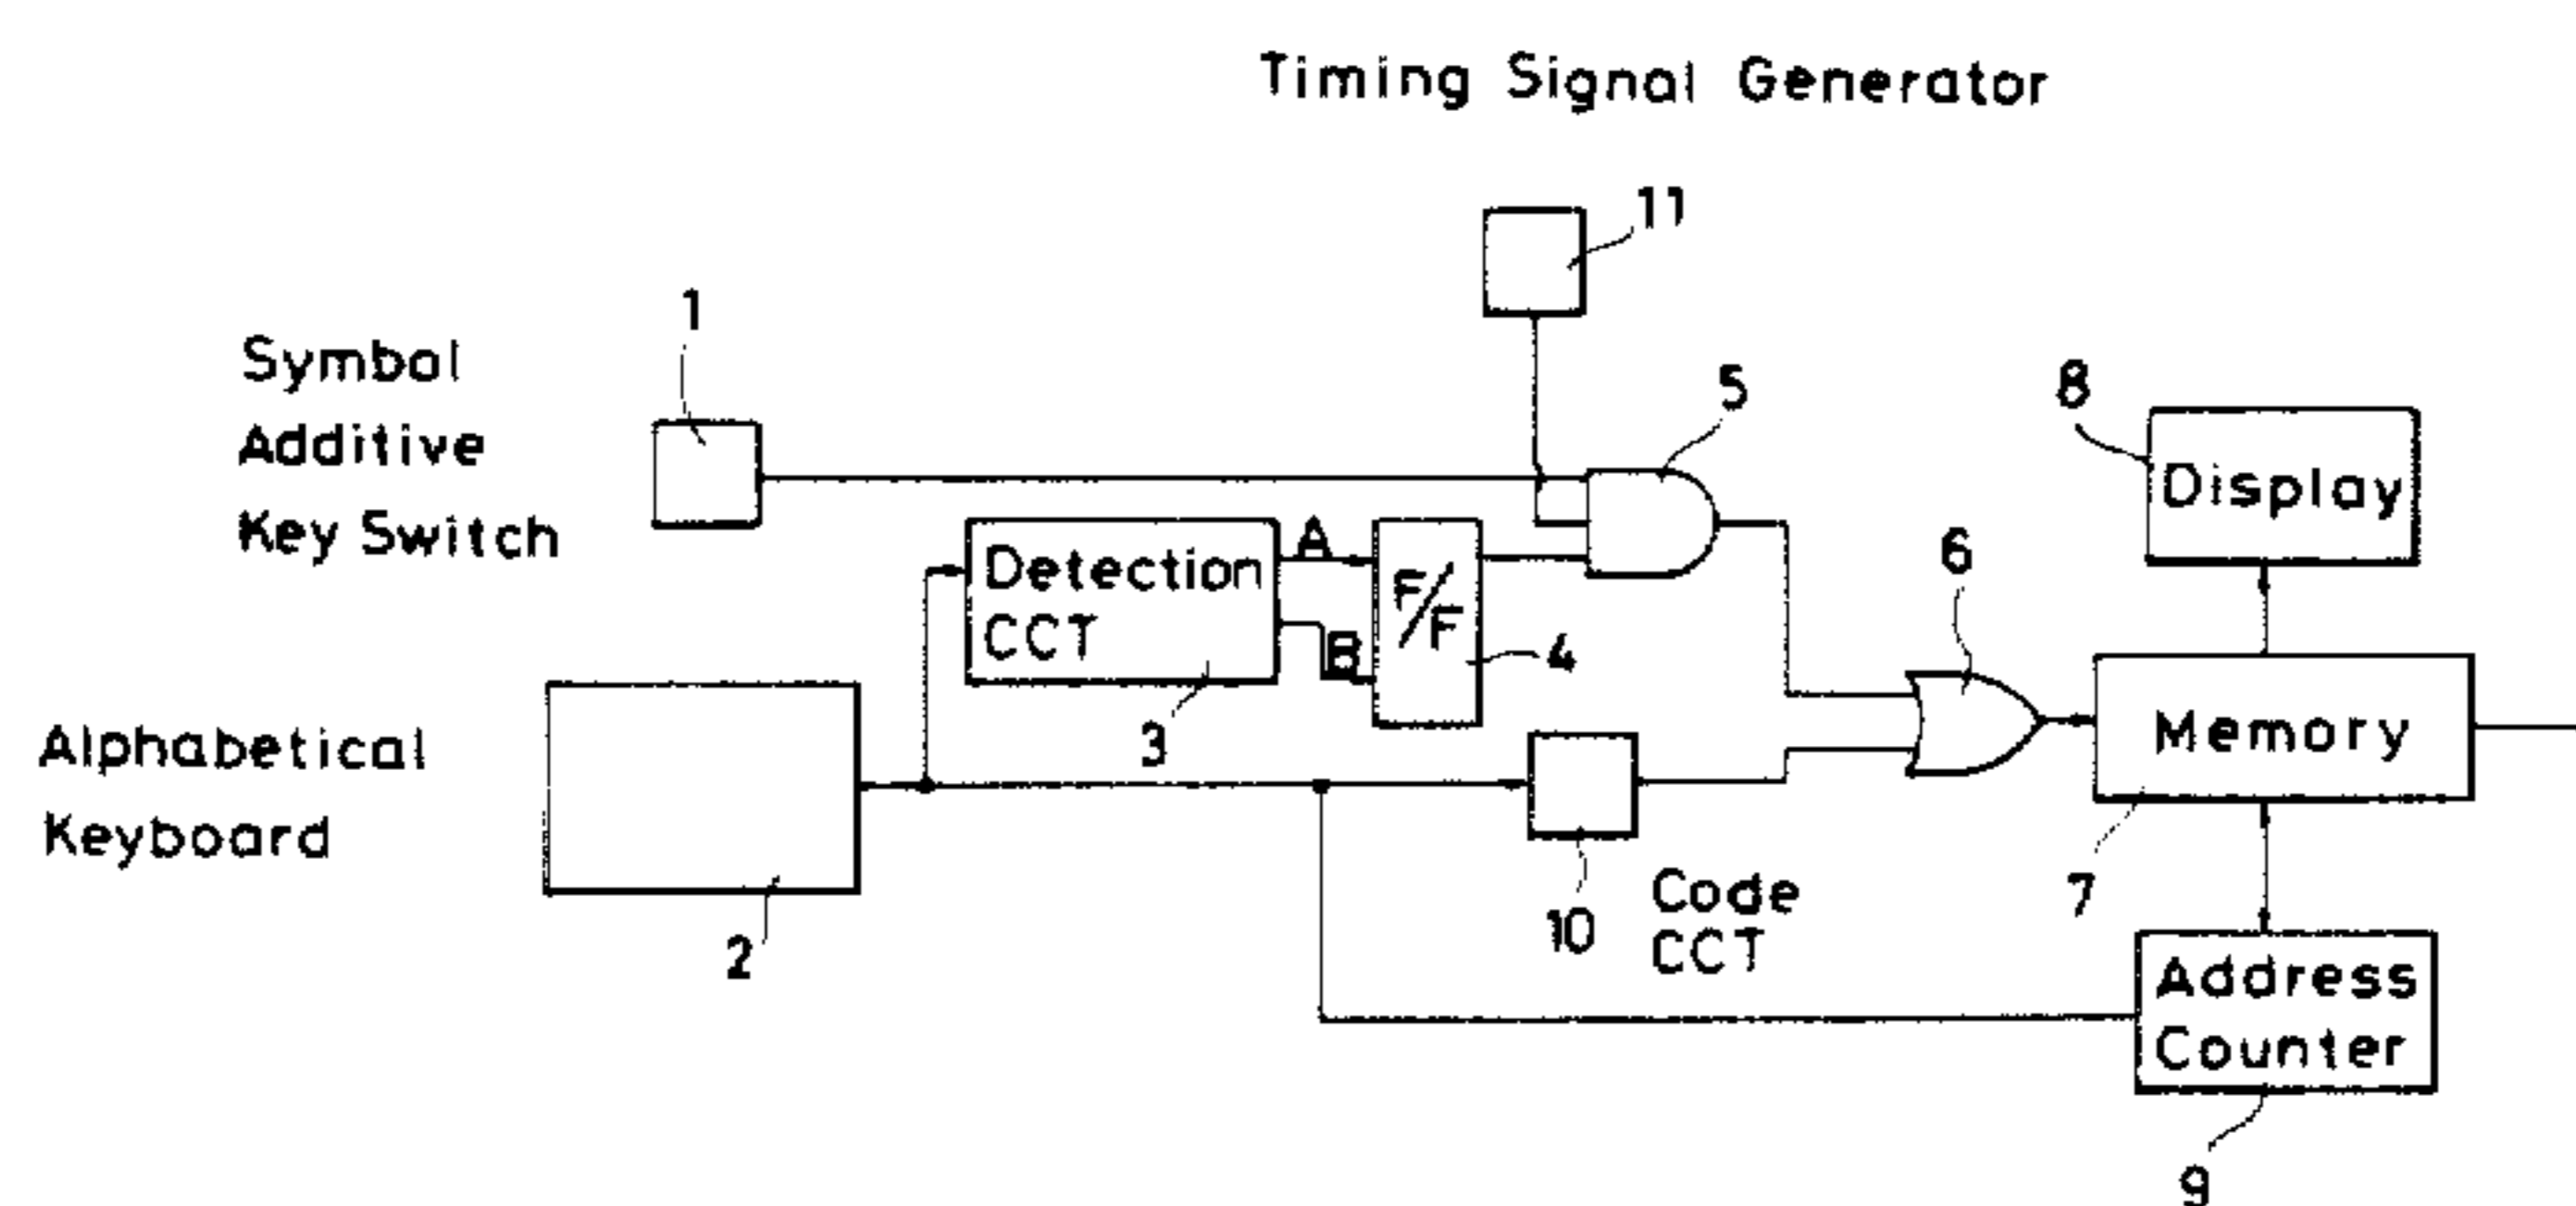 Timing Signal Generator
11
1
Symbol
Additive
Key Switch
5
8
Display
Detection
CCT
A
B
F/F
4
6
3
Memory
7
Alphabetical
Keyboard
2
10
Code
CCT
Address
Counter
9